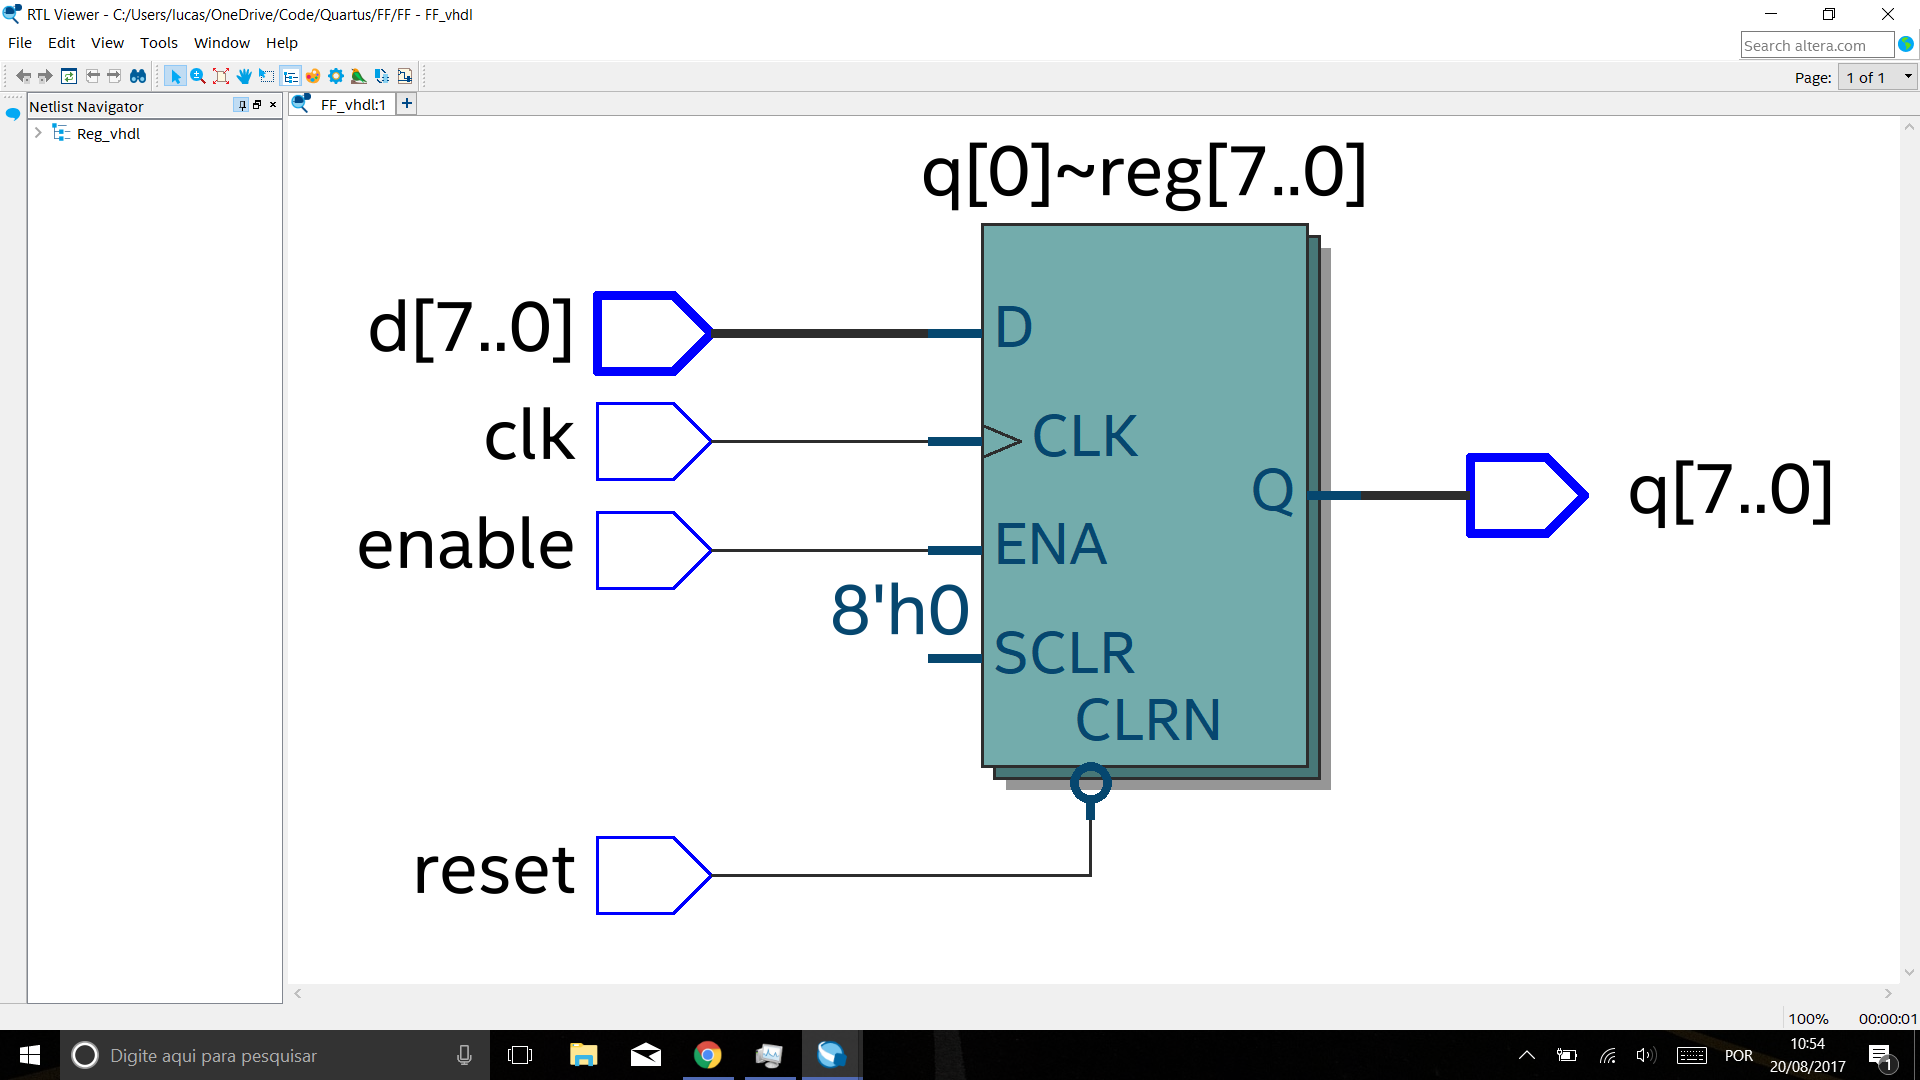 RTL Viewer - C:/Users/lucas/OneDrive/Code/Quartus/FF/FF - FF_vhdl
File Edit View Tools Window Help
Search altera.com
Page: 1 of 1
Netlist Navigator
FF_vhdl:1
Reg_vhdl
q[0]~reg[7..0]
d[7..0]
D
clk
CLK
Q
q[7..0]
enable
ENA
8'h0
SCLR
CLRN
reset
100% 00:00:01
Digite aqui para pesquisar
POR
10:54
20/08/2017
1